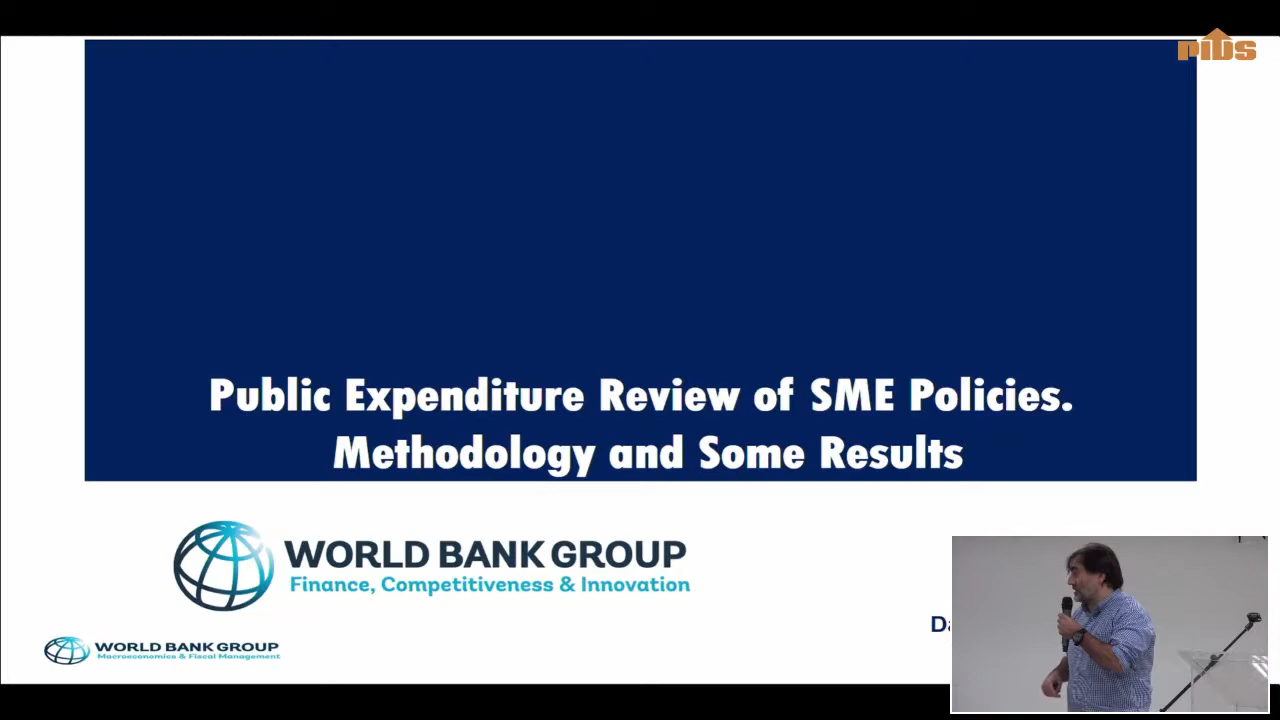 PIDS
Public Expenditure Review of SME Policies.
Methodology and Some Results
WORLD BANK GROUP
Finance, Competitiveness & Innovation
WORLD BANK GROUP
Macroeconomics & Fiscal Management